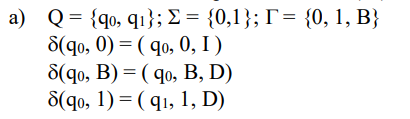 a) Q = {q₀, q₁}; Σ = {0,1}; Γ = {0, 1, B}
δ(q₀, 0) = ( q₀, 0, I )
δ(q₀, B) = ( q₀, B, D)
δ(q₀, 1) = ( q₁, 1, D)